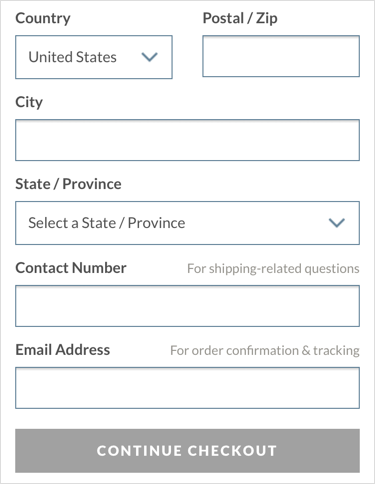 Country
Postal / Zip
United States
City
State / Province
Select a State / Province
Contact Number
For shipping-related questions
Email Address
For order confirmation & tracking
CONTINUE CHECKOUT